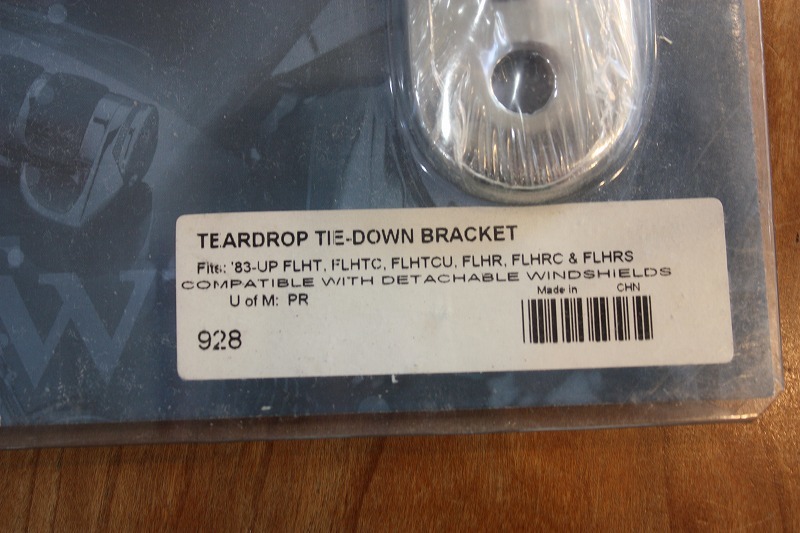 TEARDROP TIE-DOWN BRACKET
Fits: '83-UP FLHT, FLHTC, FLHTCU, FLHR, FLHRC & FLHRS
COMPATIBLE WITH DETACHABLE WINDSHIELDS
U of M: PR
Made in CHN
928
W